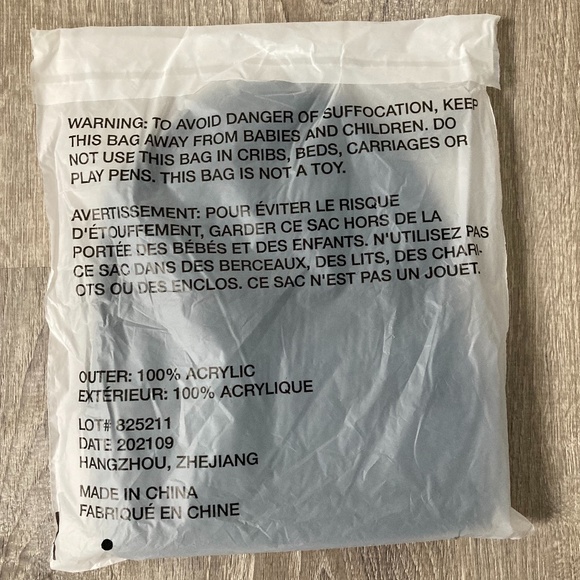 WARNING: TO AVOID DANGER OF SUFFOCATION, KEEP
THIS BAG AWAY FROM BABIES AND CHILDREN. DO
NOT USE THIS BAG IN CRIBS, BEDS, CARRIAGES OR
PLAY PENS. THIS BAG IS NOT A TOY.
AVERTISSEMENT: POUR ÉVITER LE RISQUE
D'ÉTOUFFEMENT, GARDER CE SAC HORS DE LA
PORTÉE DES BÉBÉS ET DES ENFANTS. N'UTILISEZ PAS
CE SAC DANS DES BERCEAUX, DES LITS, DES CHARI-
OTS OU DES ENCLOS. CE SAC N'EST PAS UN JOUET.
OUTER: 100% ACRYLIC
EXTÉRIEUR: 100% ACRYLIQUE
LOT# 825211
DATE 202109
HANGZHOU, ZHEJIANG
MADE IN CHINA
FABRIQUÉ EN CHINE